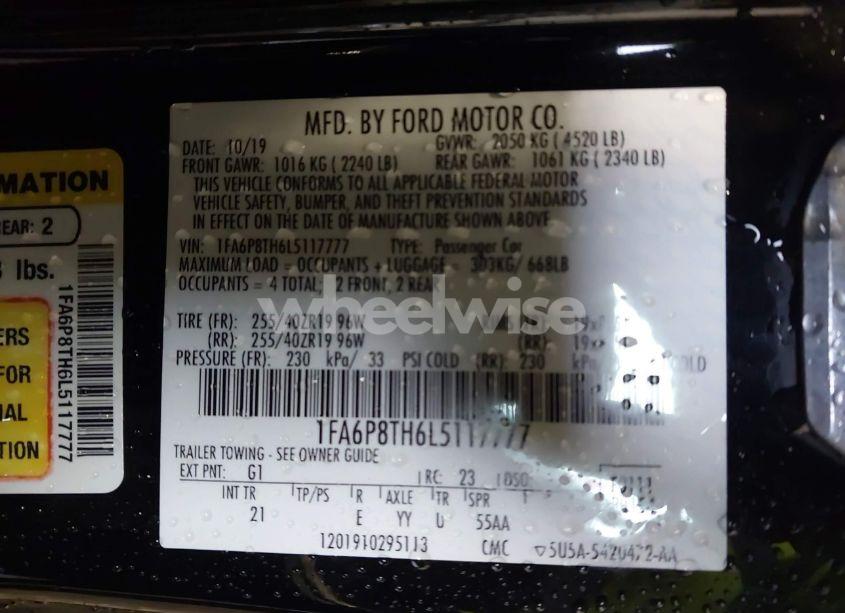 MFD. BY FORD MOTOR CO.
DATE: 10/19 GVWR: 2050 KG ( 4520 LB)
FRONT GAWR: 1016 KG ( 2240 LB) REAR GAWR: 1061 KG ( 2340 LB)
THIS VEHICLE CONFORMS TO ALL APPLICABLE FEDERAL MOTOR
VEHICLE SAFETY, BUMPER, AND THEFT PREVENTION STANDARDS
IN EFFECT ON THE DATE OF MANUFACTURE SHOWN ABOVE
VIN: 1FA6P8TH6L5117777 TYPE: Passenger Car
MAXIMUM LOAD = OCCUPANTS + LUGGAGE = 303KG/ 668LB
OCCUPANTS = 4 TOTAL; 2 FRONT, 2 REAR
TIRE (FR): 255/40ZR19 96W
(RR): 255/40ZR19 96W (RR):
PRESSURE (FR): 230 kPa/ 33 PSI COLD (RR): 230 COLD
1FA6P8TH6L5117777
TRAILER TOWING - SEE OWNER GUIDE
EXT PNT: G1 RC: 23 DSO:
INT TR TP/PS R AXLE TR SPR
21 E YY U 55AA
1201910295113 CMC
MATION
REAR: 2
lbs.
ERS
FOR
IAL
ON
1FA6P8TH6L5117777
wheelwise